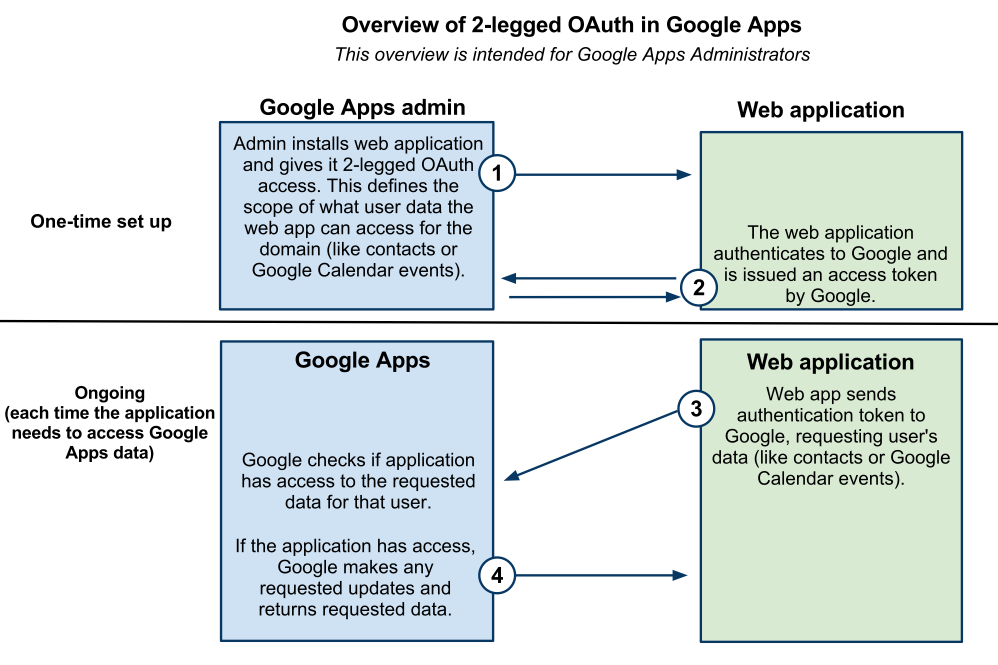 Overview of 2-legged OAuth in Google Apps
This overview is intended for Google Apps Administrators
Google Apps admin
Web application
One-time set up
Admin installs web application
and gives it 2-legged OAuth
access. This defines the
scope of what user data the
web app can access for the
domain (like contacts or
Google Calendar events).
1
The web application
authenticates to Google and
is issued an access token
by Google.
2
Ongoing
(each time the application
needs to access Google
Apps data)
Google Apps
Web application
3
Web app sends
authentication token to
Google, requesting user's
data (like contacts or Google
Calendar events).
Google checks if application
has access to the requested
data for that user.
If the application has access,
Google makes any
requested updates and
returns requested data.
4